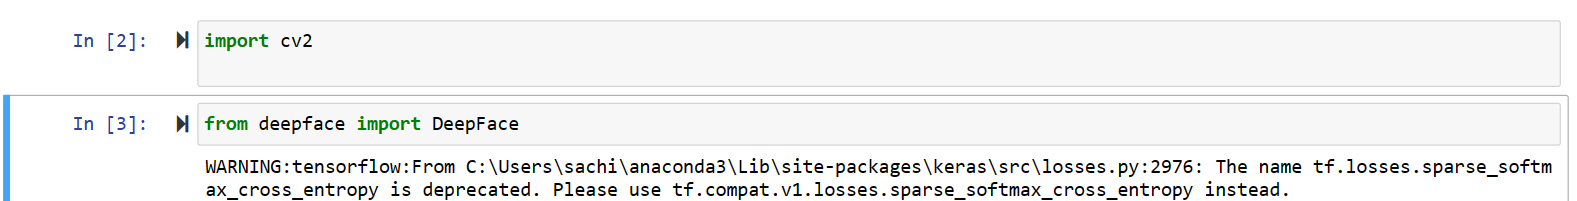 In [2]: import cv2
In [3]: from deepface import DeepFace
WARNING:tensorflow:From C:\Users\sachi\anaconda3\Lib\site-packages\keras\src\losses.py:2976: The name tf.losses.sparse_softm
ax_cross_entropy is deprecated. Please use tf.compat.v1.losses.sparse_softmax_cross_entropy instead.